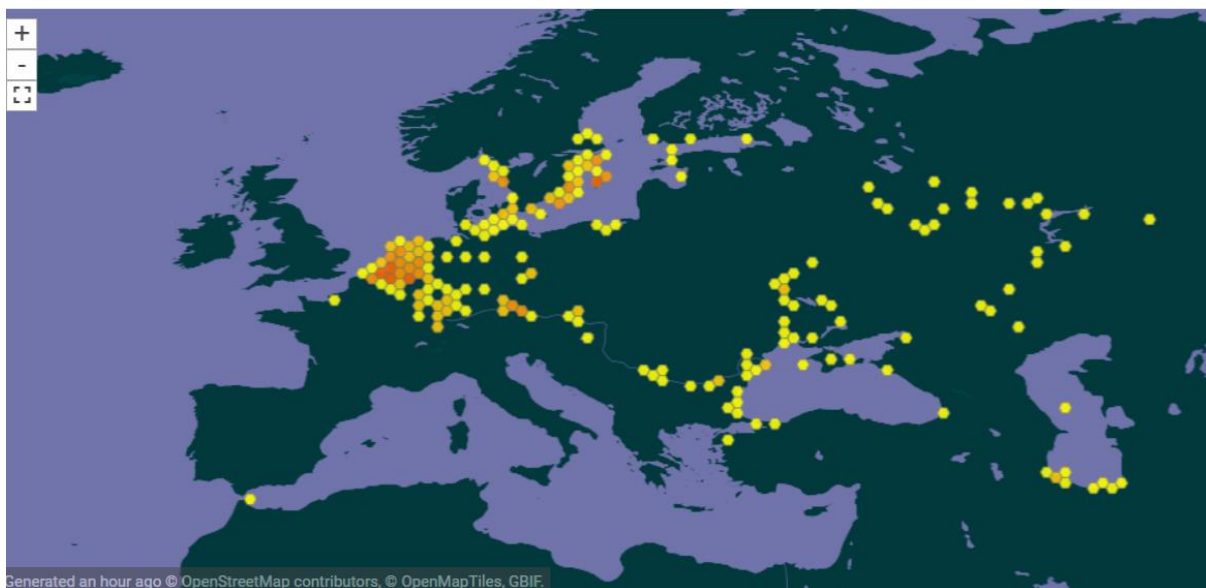 +
-
Generated an hour ago © OpenStreetMap contributors, © OpenMapTiles, GBIF.